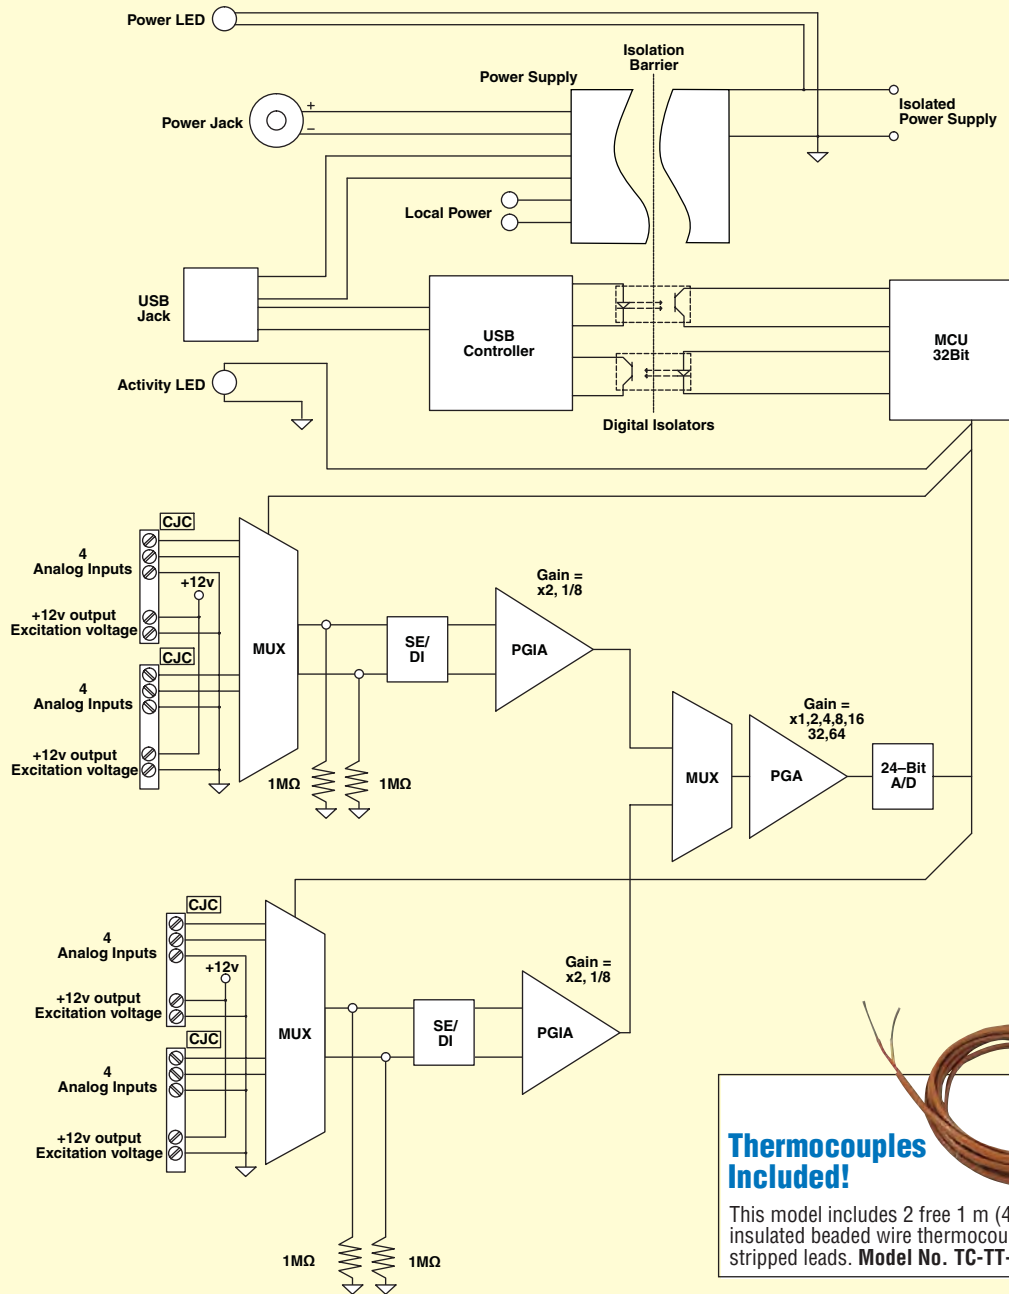 Power LED
Isolation
Barrier
Power Supply
Power Jack
+
–
Isolated
Power Supply
Local Power
USB
Jack
USB
Controller
MCU
32Bit
Activity LED
Digital Isolators
CJC
4
Analog Inputs
+12v
+12v output
Excitation voltage
CJC
4
Analog Inputs
+12v output
Excitation voltage
MUX
1MΩ
1MΩ
SE/
DI
Gain =
x2, 1/8
PGIA
MUX
Gain =
x1,2,4,8,16
32,64
PGA
24–Bit
A/D
CJC
4
Analog Inputs
+12v
+12v output
Excitation voltage
CJC
4
Analog Inputs
+12v output
Excitation voltage
MUX
SE/
DI
Gain =
x2, 1/8
PGIA
1MΩ
1MΩ
Thermocouples
Included!
This model includes 2 free 1 m (4
insulated beaded wire thermocou
stripped leads. Model No. TC-TT-